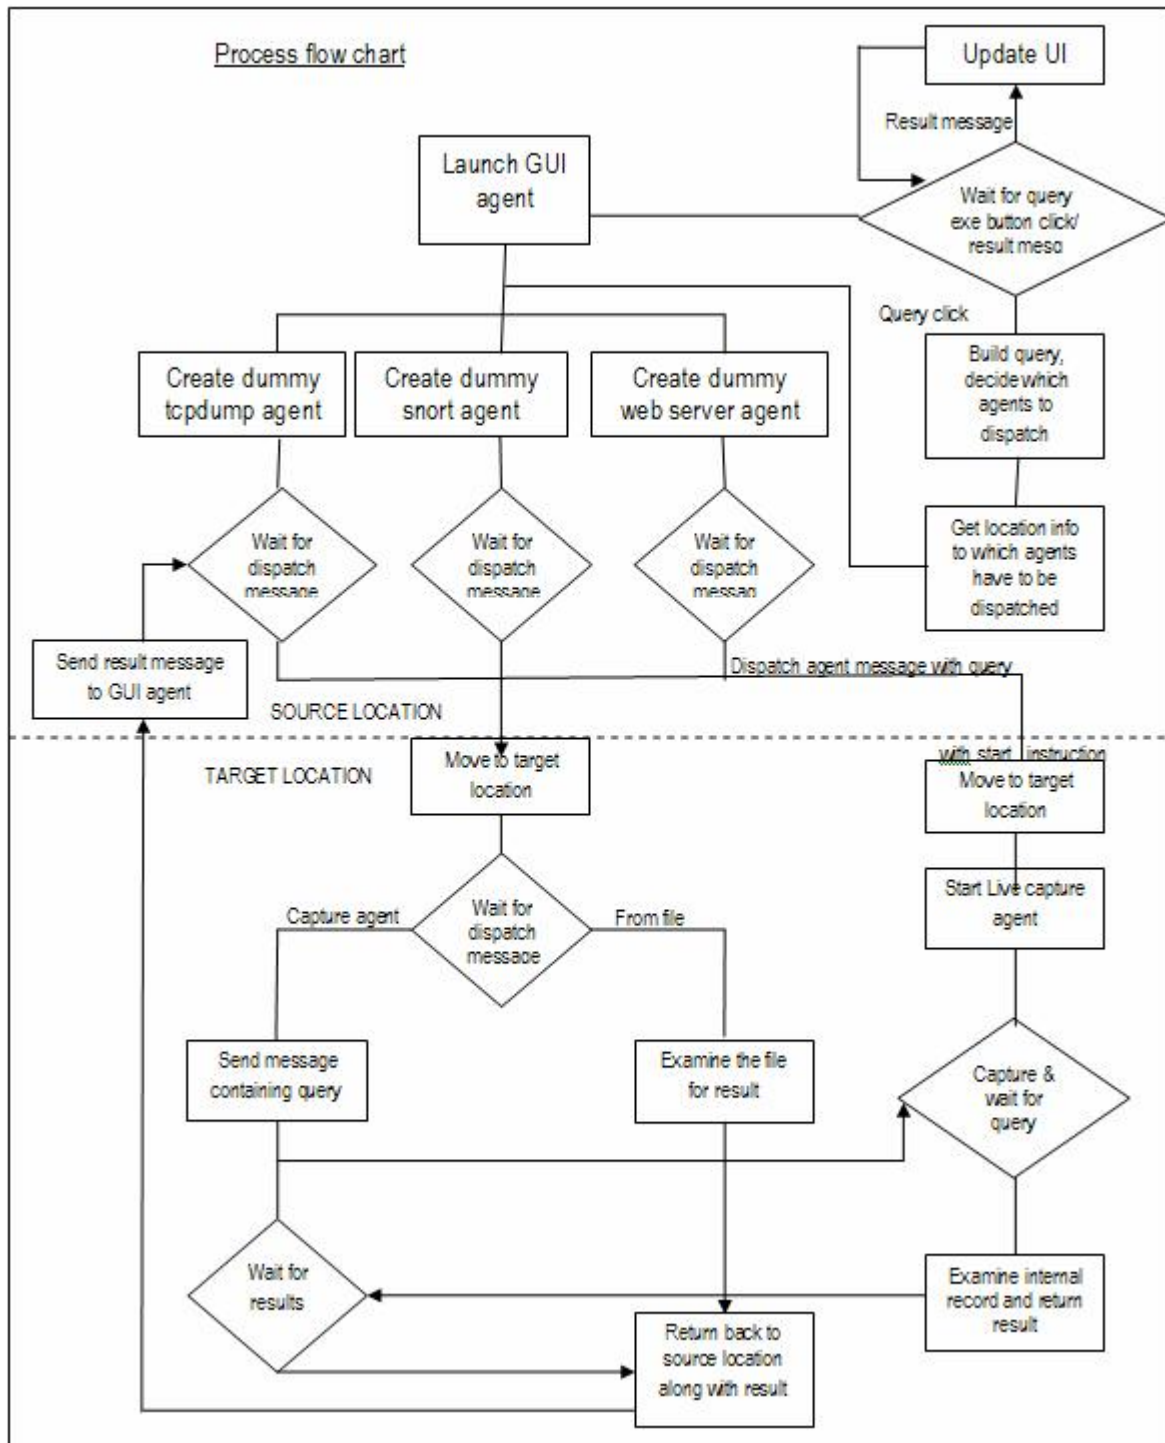 Process flow chart
Update UI
Result message
Launch GUI
agent
Wait for query
exe button click/
result mesg
Query click
Create dummy
tcpdump agent
Create dummy
snort agent
Create dummy
web server agent
Build query,
decide which
agents to
dispatch
Wait for
dispatch
message
Wait for
dispatch
message
Wait for
dispatch
messag
Get location info
to which agents
have to be
dispatched
Send result message
to GUI agent
Dispatch agent message with query
SOURCE LOCATION
TARGET LOCATION
Move to target
location
with start instruction
Move to target
location
Capture agent
Wait for
dispatch
message
From file
Start Live capture
agent
Send message
containing query
Examine the file
for result
Capture &
wait for
query
Wait for
results
Examine internal
record and return
result
Return back to
source location
along with result